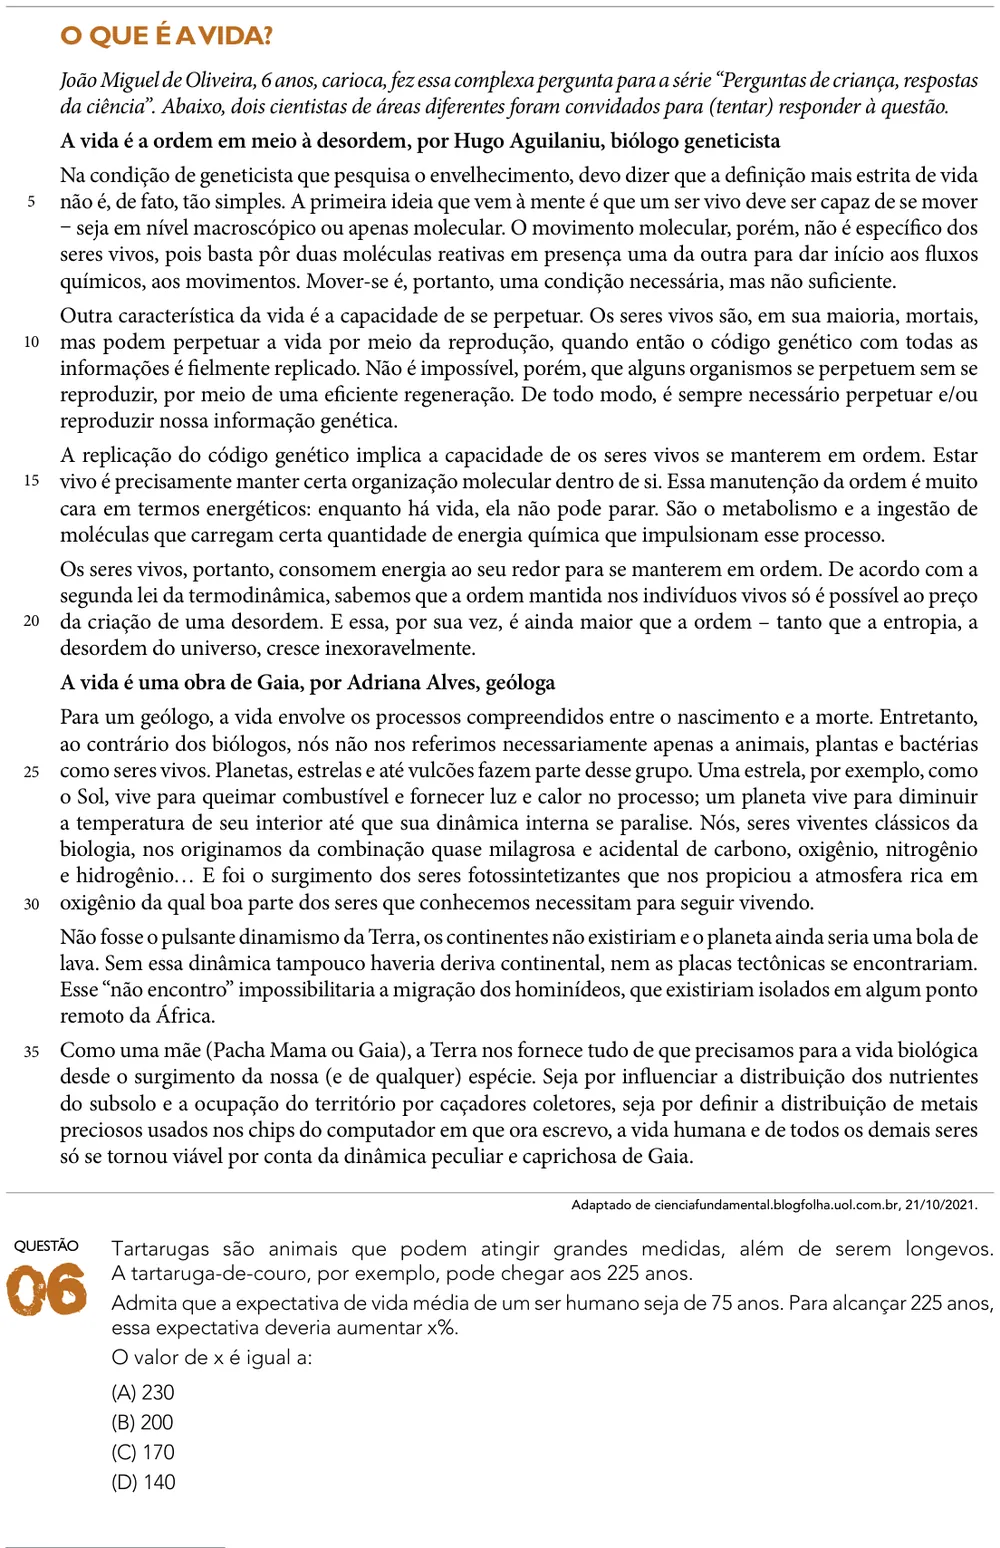 O QUE É A VIDA?
João Miguel de Oliveira, 6 anos, carioca, fez essa complexa pergunta para a série “Perguntas de criança, respostas
da ciência”. Abaixo, dois cientistas de áreas diferentes foram convidados para (tentar) responder à questão.
A vida é a ordem em meio à desordem, por Hugo Aguilaniu, biólogo geneticista
Na condição de geneticista que pesquisa o envelhecimento, devo dizer que a definição mais estrita de vida
5 não é, de fato, tão simples. A primeira ideia que vem à mente é que um ser vivo deve ser capaz de se mover
– seja em nível macroscópico ou apenas molecular. O movimento molecular, porém, não é específico dos
seres vivos, pois basta pôr duas moléculas reativas em presença uma da outra para dar início aos fluxos
químicos, aos movimentos. Mover-se é, portanto, uma condição necessária, mas não suficiente.
Outra característica da vida é a capacidade de se perpetuar. Os seres vivos são, em sua maioria, mortais,
10 mas podem perpetuar a vida por meio da reprodução, quando então o código genético com todas as
informações é fielmente replicado. Não é impossível, porém, que alguns organismos se perpetuem sem se
reproduzir, por meio de uma eficiente regeneração. De todo modo, é sempre necessário perpetuar e/ou
reproduzir nossa informação genética.
A replicação do código genético implica a capacidade de os seres vivos se manterem em ordem. Estar
15 vivo é precisamente manter certa organização molecular dentro de si. Essa manutenção da ordem é muito
cara em termos energéticos: enquanto há vida, ela não pode parar. São o metabolismo e a ingestão de
moléculas que carregam certa quantidade de energia química que impulsionam esse processo.
Os seres vivos, portanto, consomem energia ao seu redor para se manterem em ordem. De acordo com a
segunda lei da termodinâmica, sabemos que a ordem mantida nos indivíduos vivos só é possível ao preço
20 da criação de uma desordem. E essa, por sua vez, é ainda maior que a ordem – tanto que a entropia, a
desordem do universo, cresce inexoravelmente.
A vida é uma obra de Gaia, por Adriana Alves, geóloga
Para um geólogo, a vida envolve os processos compreendidos entre o nascimento e a morte. Entretanto,
ao contrário dos biólogos, nós não nos referimos necessariamente apenas a animais, plantas e bactérias
25 como seres vivos. Planetas, estrelas e até vulcões fazem parte desse grupo. Uma estrela, por exemplo, como
o Sol, vive para queimar combustível e fornecer luz e calor no processo; um planeta vive para diminuir
a temperatura de seu interior até que sua dinâmica interna se paralise. Nós, seres viventes clássicos da
biologia, nos originamos da combinação quase milagrosa e acidental de carbono, oxigênio, nitrogênio
e hidrogênio… E foi o surgimento dos seres fotossintetizantes que nos propiciou a atmosfera rica em
30 oxigênio da qual boa parte dos seres que conhecemos necessitam para seguir vivendo.
Não fosse o pulsante dinamismo da Terra, os continentes não existiriam e o planeta ainda seria uma bola de
lava. Sem essa dinâmica tampouco haveria deriva continental, nem as placas tectônicas se encontrariam.
Esse “não encontro” impossibilitaria a migração dos hominídeos, que existiriam isolados em algum ponto
remoto da África.
35 Como uma mãe (Pacha Mama ou Gaia), a Terra nos fornece tudo de que precisamos para a vida biológica
desde o surgimento da nossa (e de qualquer) espécie. Seja por influenciar a distribuição dos nutrientes
do subsolo e a ocupação do território por caçadores coletores, seja por definir a distribuição de metais
preciosos usados nos chips do computador em que ora escrevo, a vida humana e de todos os demais seres
só se tornou viável por conta da dinâmica peculiar e caprichosa de Gaia.
Adaptado de cienciafundamental.blogfolha.uol.com.br, 21/10/2021.
QUESTÃO
06
Tartarugas são animais que podem atingir grandes medidas, além de serem longevos.
A tartaruga-de-couro, por exemplo, pode chegar aos 225 anos.
Admita que a expectativa de vida média de um ser humano seja de 75 anos. Para alcançar 225 anos,
essa expectativa deveria aumentar x%.
O valor de x é igual a:
(A) 230
(B) 200
(C) 170
(D) 140